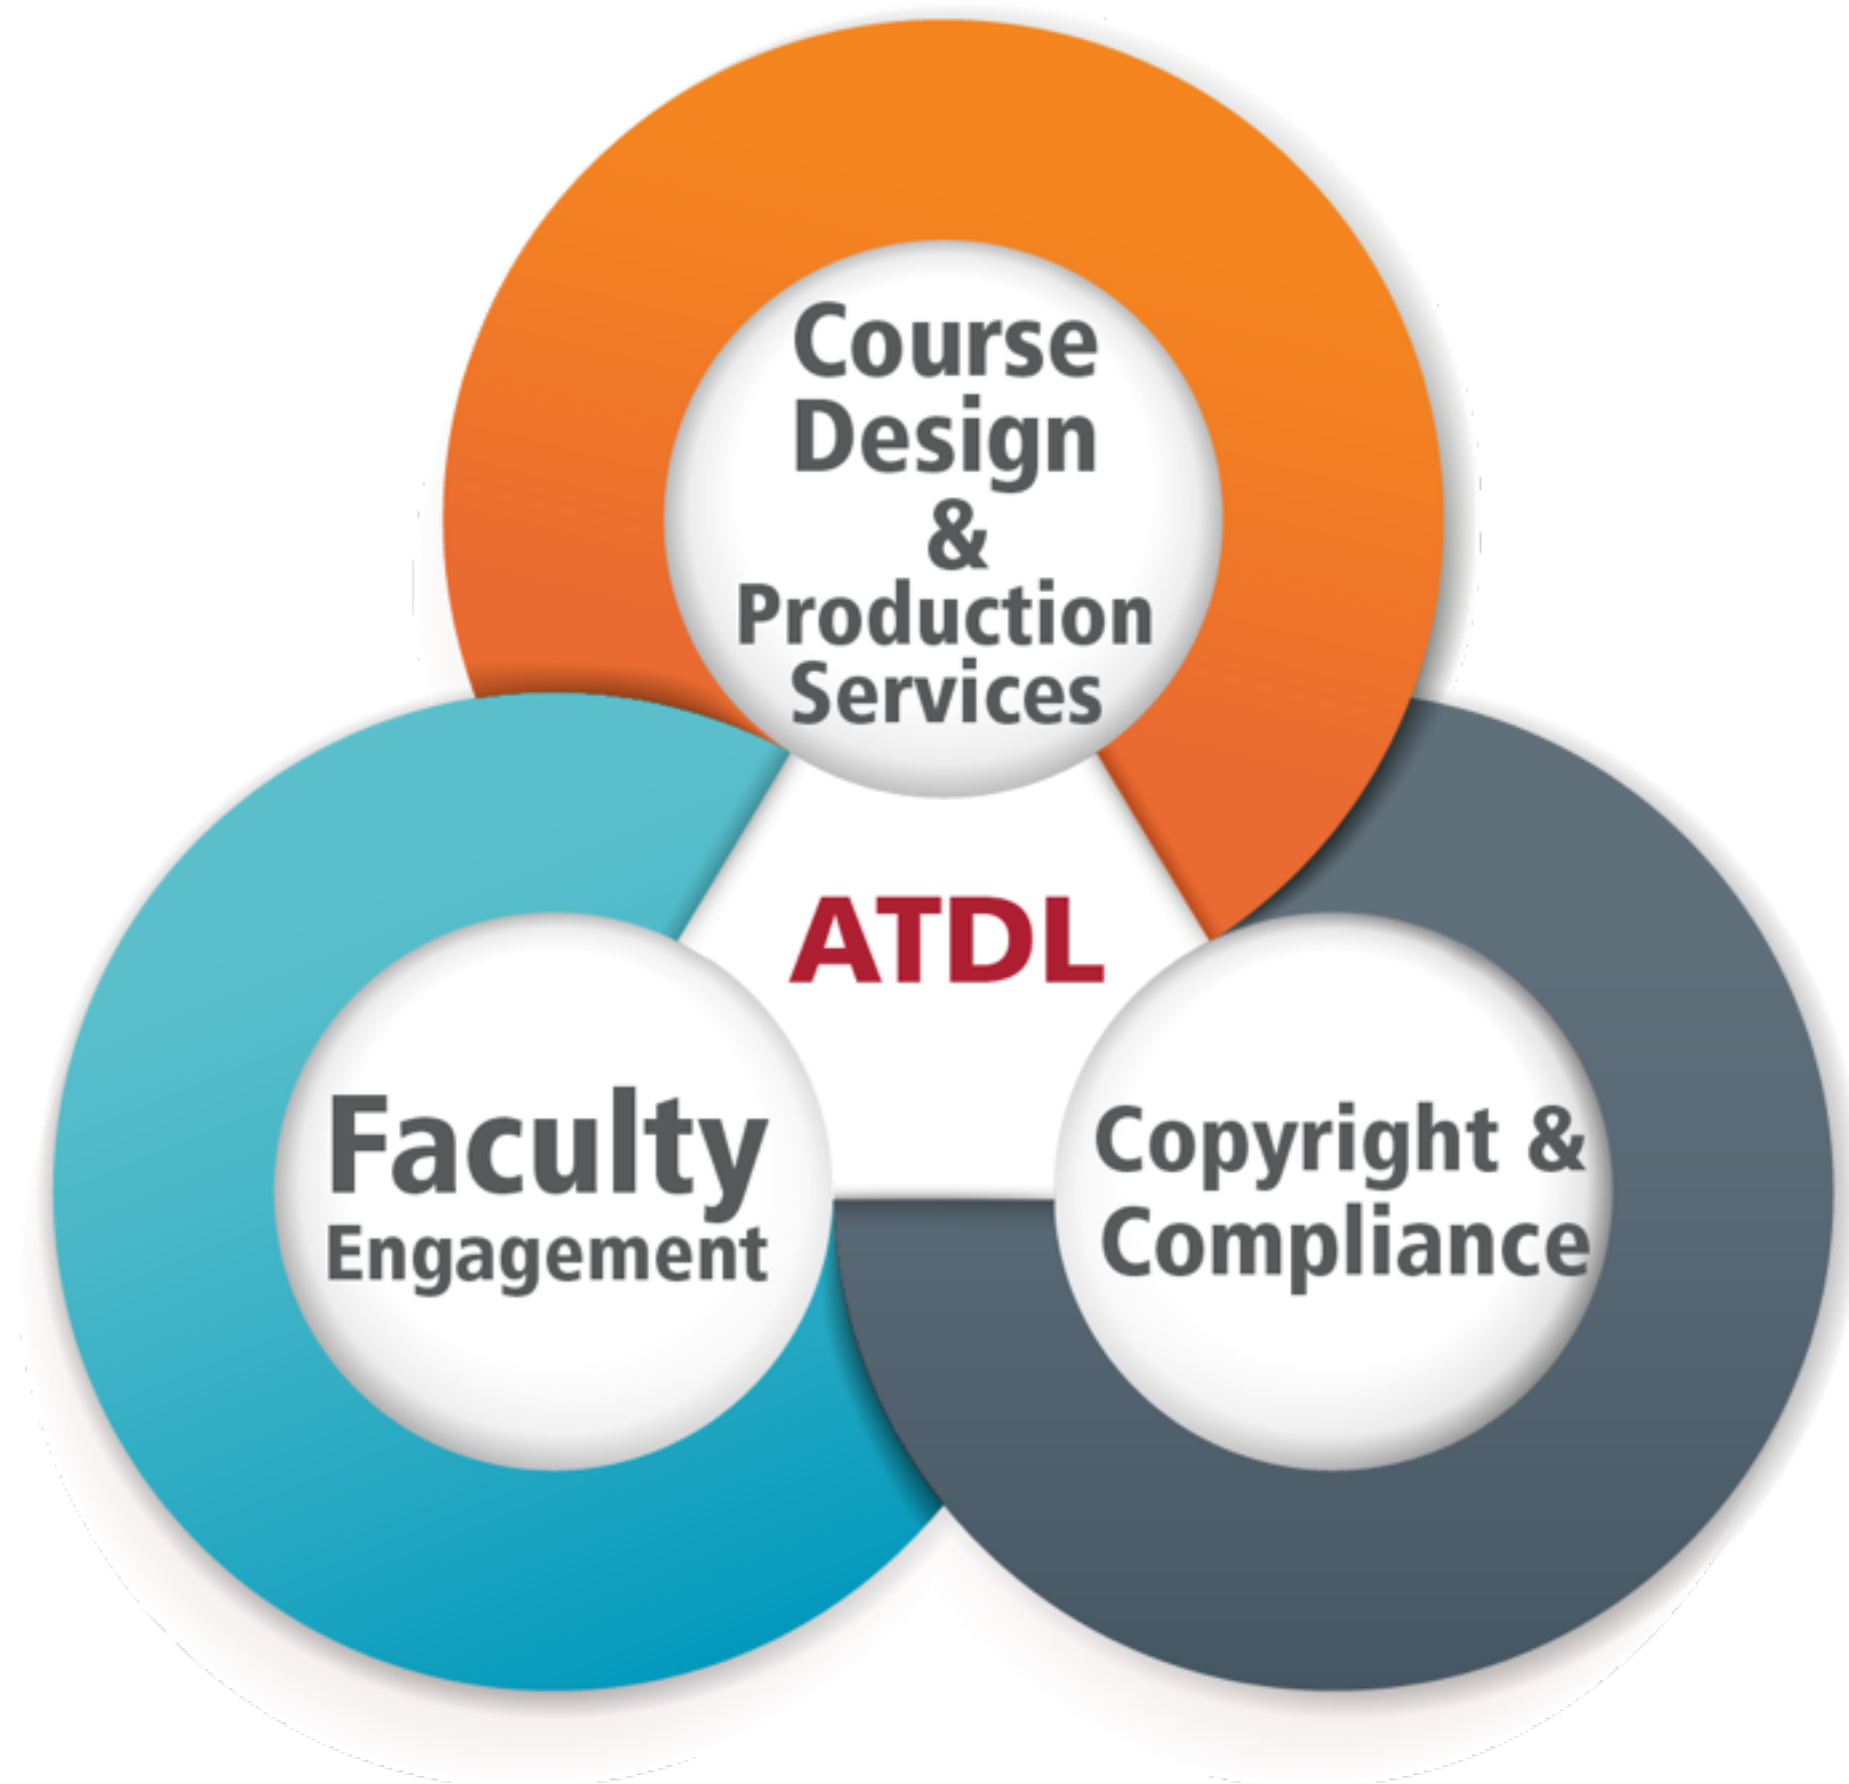 Course
Design
&
Production
Services
ATDL
Faculty
Engagement
Copyright &
Compliance